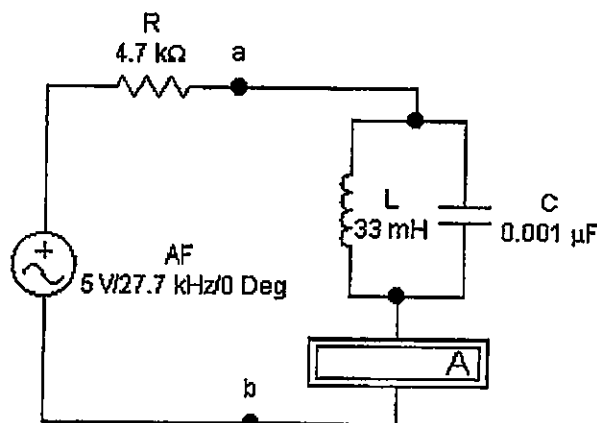 R
4.7 kΩ
a
L
33 mH
C
0.001 µF
AF
5 V/27.7 kHz/0 Deg
A
b